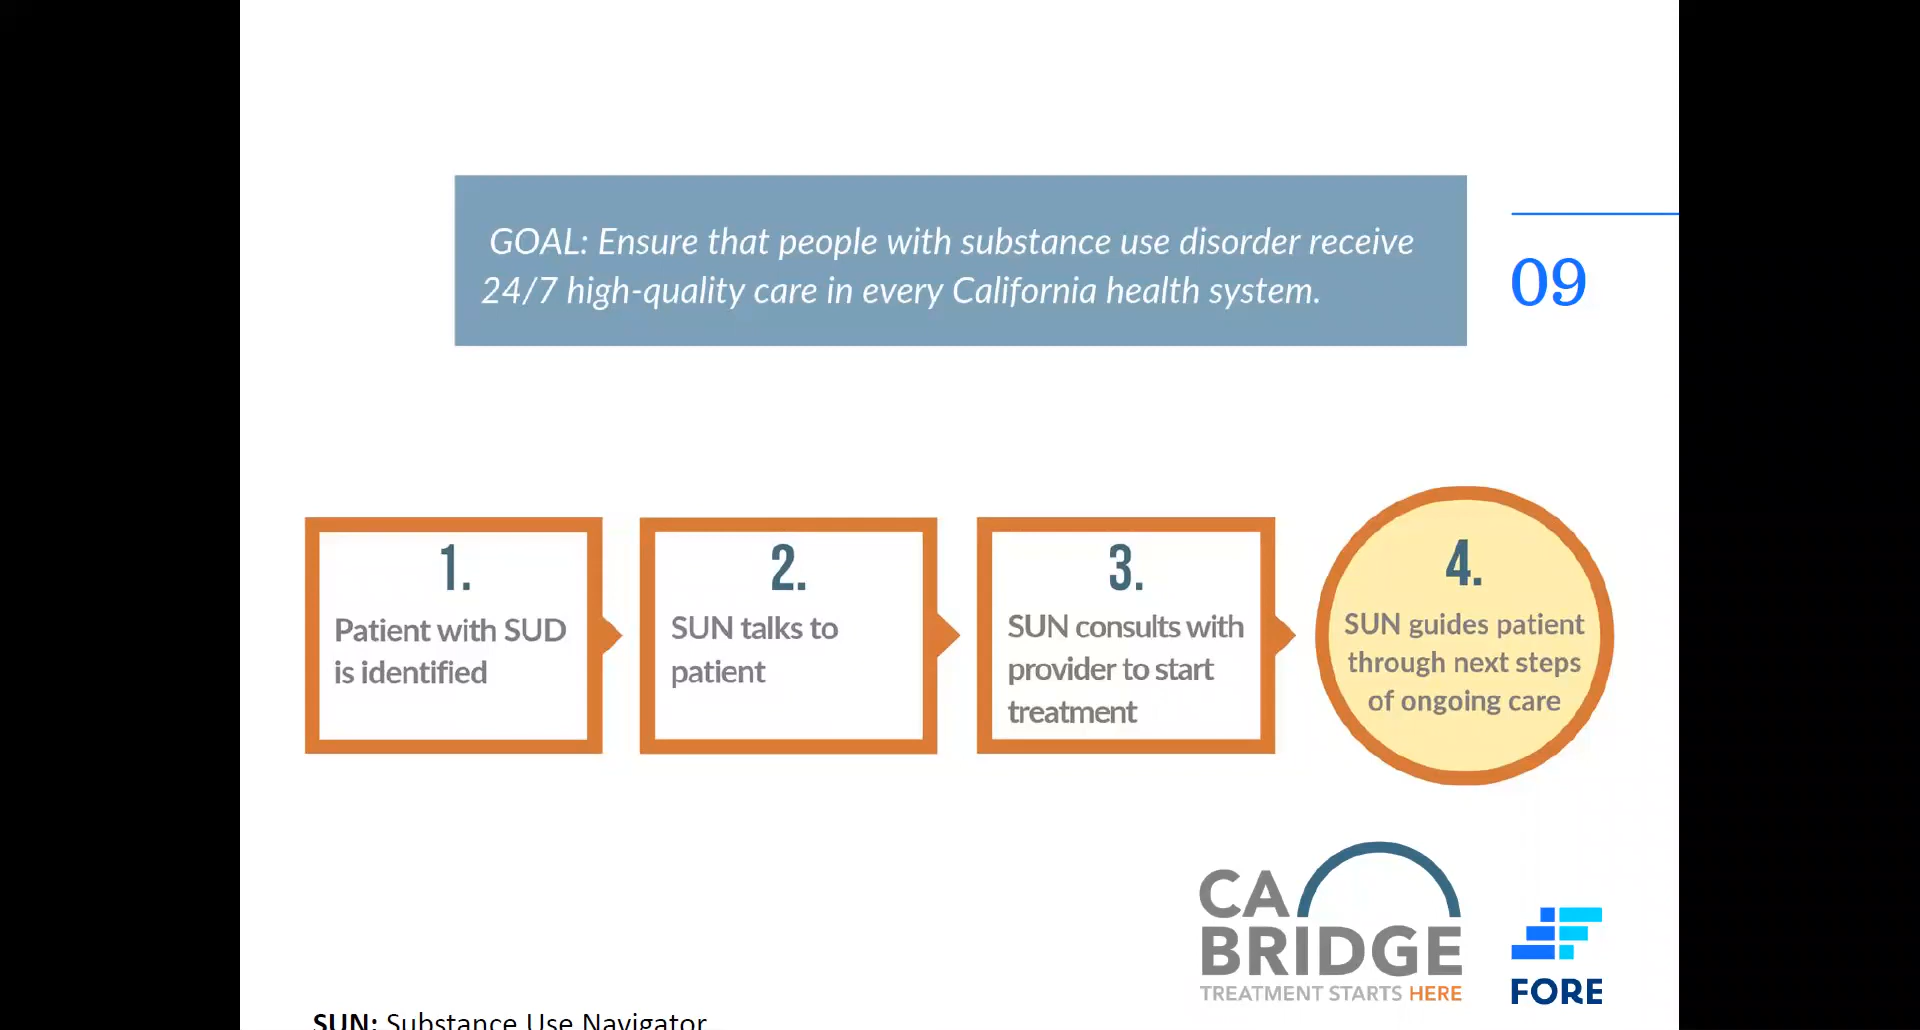 GOAL: Ensure that people with substance use disorder receive
24/7 high-quality care in every California health system.
09
1.
Patient with SUD
is identified
2.
SUN talks to
patient
3.
SUN consults with
provider to start
treatment
4.
SUN guides patient
through next steps
of ongoing care
CA
BRIDGE
TREATMENT STARTS HERE
FORE
SUN: Substance Use Navigator